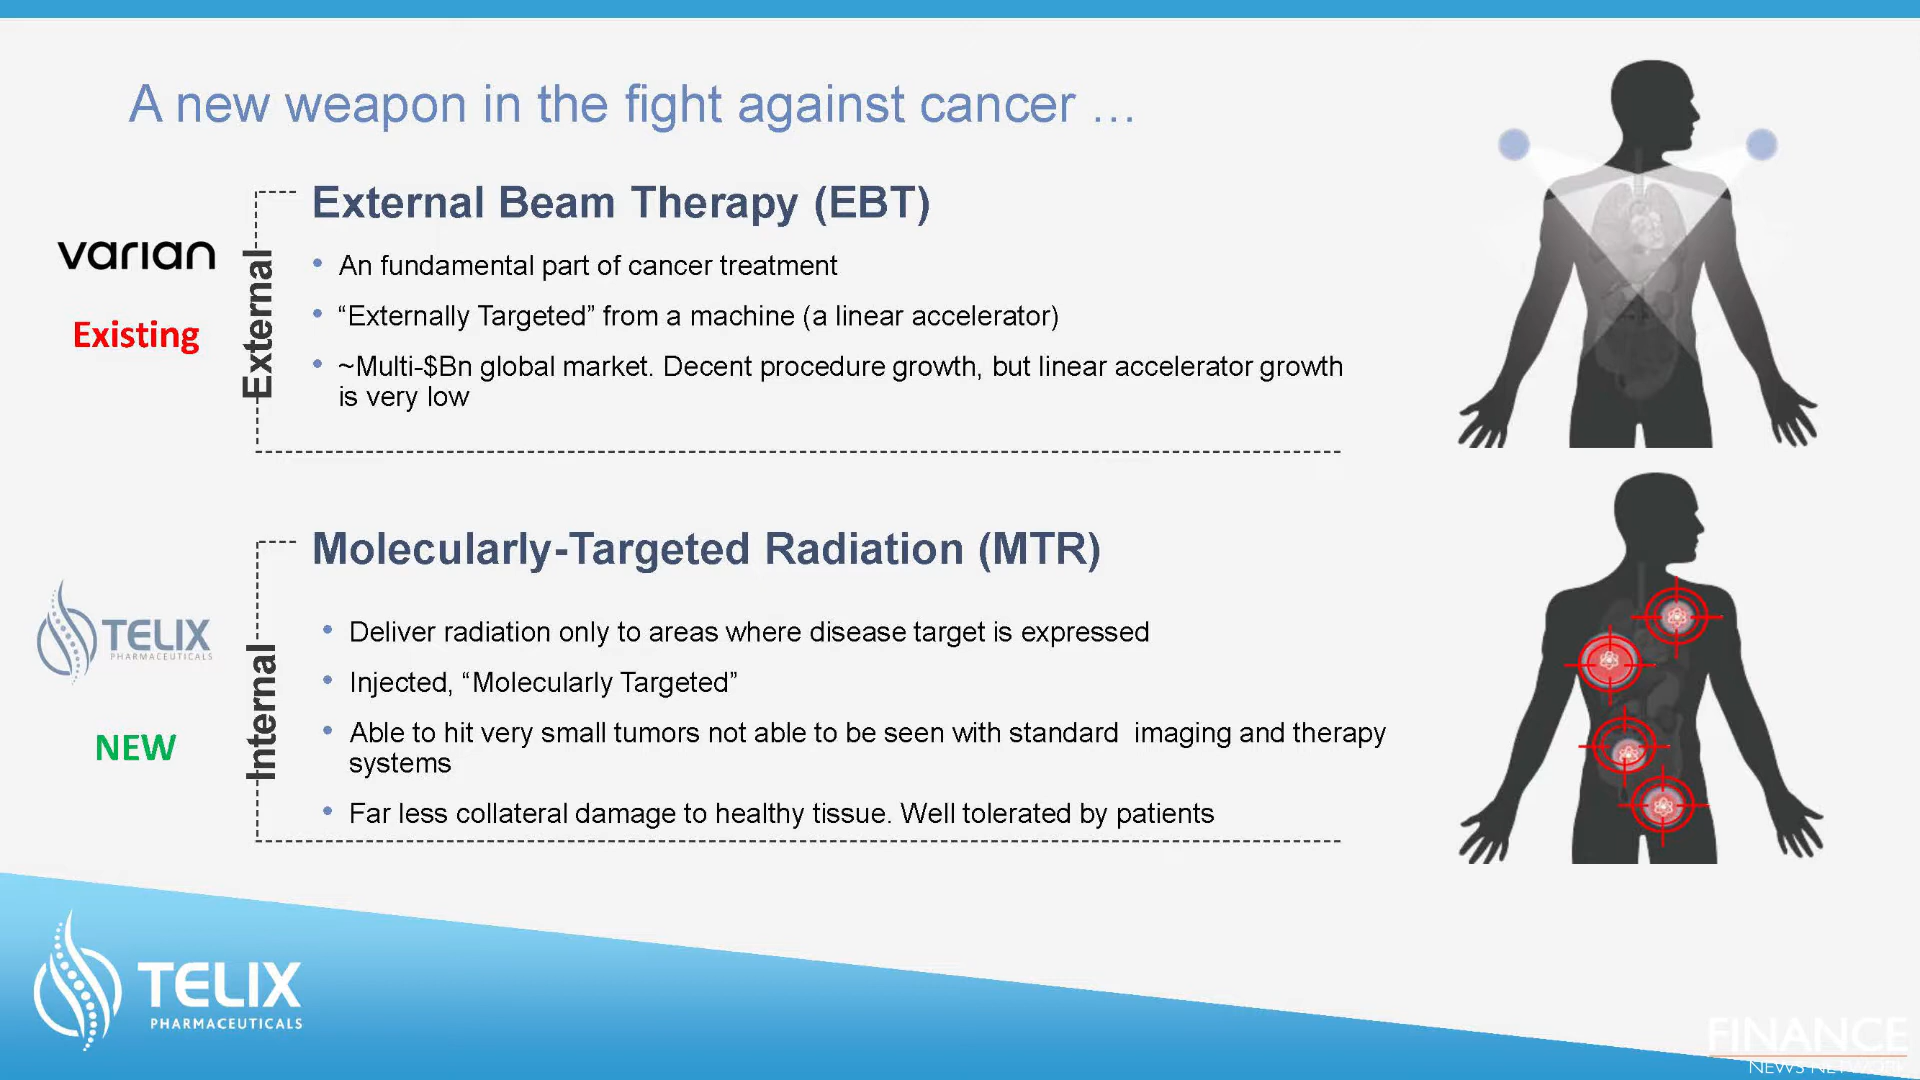 A new weapon in the fight against cancer ...
External Beam Therapy (EBT)
varian
Existing
External
• An fundamental part of cancer treatment
• “Externally Targeted” from a machine (a linear accelerator)
• ~Multi-$Bn global market. Decent procedure growth, but linear accelerator growth
is very low
Molecularly-Targeted Radiation (MTR)
TELIX
PHARMACEUTICALS
NEW
Internal
• Deliver radiation only to areas where disease target is expressed
• Injected, “Molecularly Targeted”
• Able to hit very small tumors not able to be seen with standard  imaging and therapy
systems
• Far less collateral damage to healthy tissue. Well tolerated by patients
TELIX
PHARMACEUTICALS
FINANCE
NEWS NETWORK